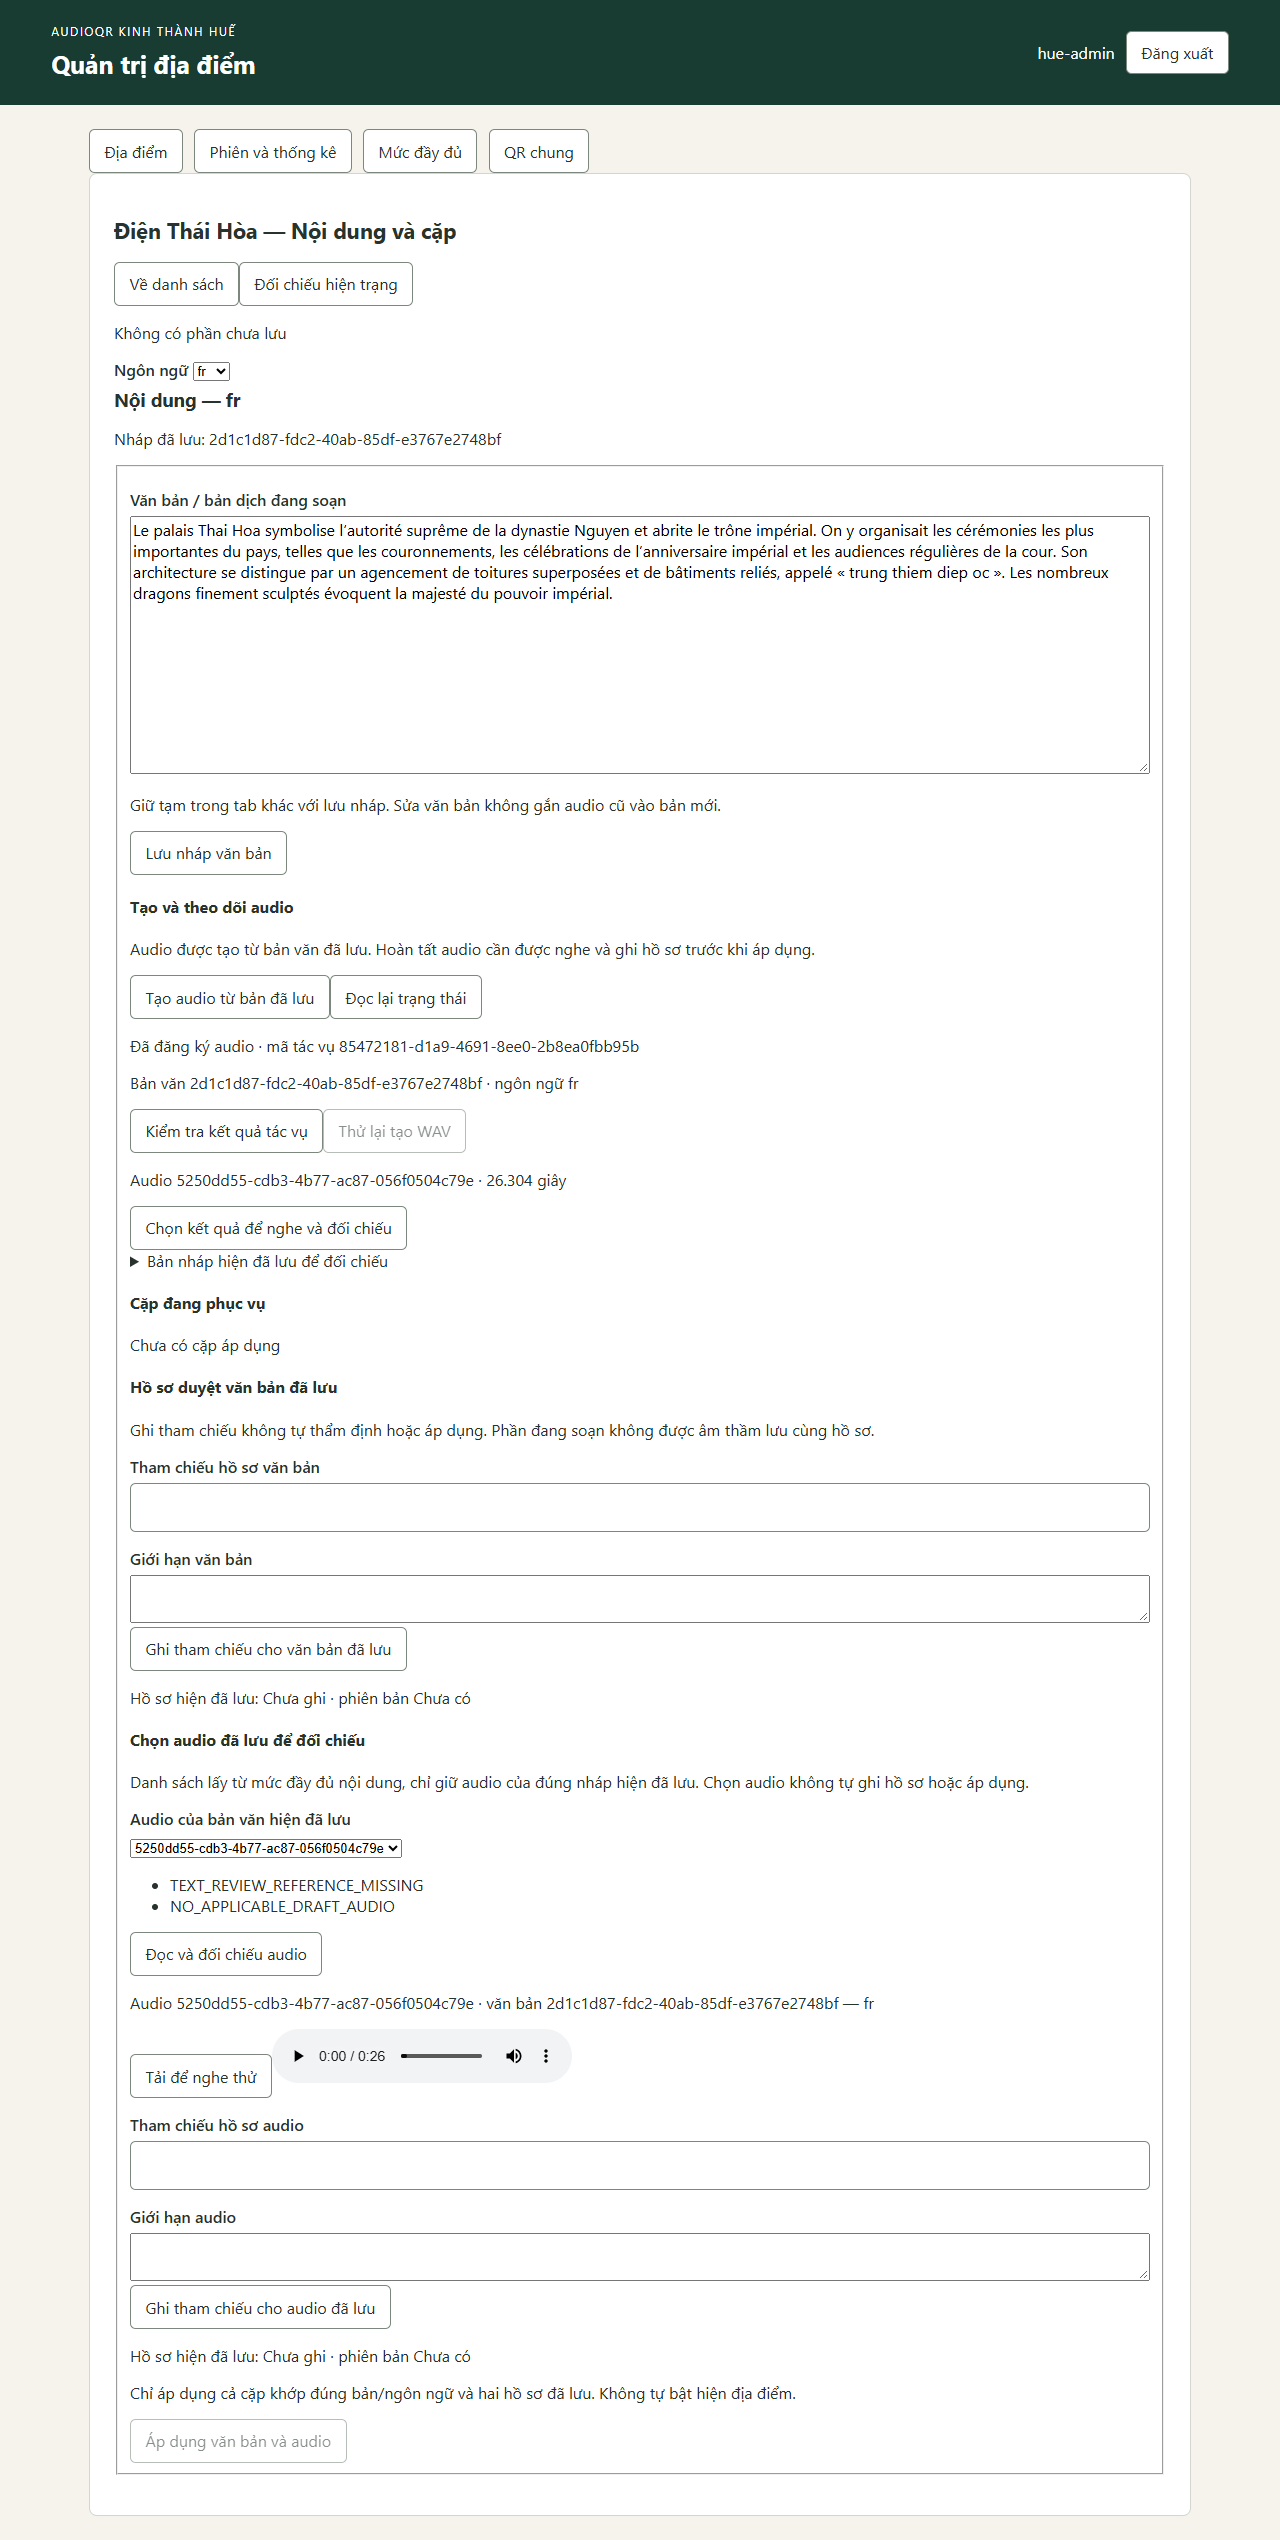 AUDIOQR KINH THÀNH HUẾ
Quản trị địa điểm
hue-admin
Đăng xuất
Địa điểm
Phiên và thống kê
Mức đầy đủ
QR chung
Điện Thái Hòa — Nội dung và cặp
Về danh sách
Đối chiếu hiện trạng
Không có phần chưa lưu
Ngôn ngữ fr
Nội dung — fr
Nháp đã lưu: 2d1c1d87-fdc2-40ab-85df-e3767e2748bf
Văn bản / bản dịch đang soạn
Le palais Thai Hoa symbolise l’autorité suprême de la dynastie Nguyen et abrite le trône impérial. On y organisait les cérémonies les plus
importantes du pays, telles que les couronnements, les célébrations de l’anniversaire impérial et les audiences régulières de la cour. Son
architecture se distingue par un agencement de toitures superposées et de bâtiments reliés, appelé « trung thiem diep oc ». Les nombreux
dragons finement sculptés évoquent la majesté du pouvoir impérial.
Giữ tạm trong tab khác với lưu nháp. Sửa văn bản không gắn audio cũ vào bản mới.
Lưu nháp văn bản
Tạo và theo dõi audio
Audio được tạo từ bản văn đã lưu. Hoàn tất audio cần được nghe và ghi hồ sơ trước khi áp dụng.
Tạo audio từ bản đã lưu
Đọc lại trạng thái
Đã đăng ký audio · mã tác vụ 85472181-d1a9-4691-8ee0-2b8ea0fbb95b
Bản văn 2d1c1d87-fdc2-40ab-85df-e3767e2748bf · ngôn ngữ fr
Kiểm tra kết quả tác vụ
Thử lại tạo WAV
Audio 5250dd55-cdb3-4b77-ac87-056f0504c79e · 26.304 giây
Chọn kết quả để nghe và đối chiếu
Bản nháp hiện đã lưu để đối chiếu
Cặp đang phục vụ
Chưa có cặp áp dụng
Hồ sơ duyệt văn bản đã lưu
Ghi tham chiếu không tự thẩm định hoặc áp dụng. Phần đang soạn không được âm thầm lưu cùng hồ sơ.
Tham chiếu hồ sơ văn bản
Giới hạn văn bản
Ghi tham chiếu cho văn bản đã lưu
Hồ sơ hiện đã lưu: Chưa ghi · phiên bản Chưa có
Chọn audio đã lưu để đối chiếu
Danh sách lấy từ mức đầy đủ nội dung, chỉ giữ audio của đúng nháp hiện đã lưu. Chọn audio không tự ghi hồ sơ hoặc áp dụng.
Audio của bản văn hiện đã lưu
5250dd55-cdb3-4b77-ac87-056f0504c79e
TEXT_REVIEW_REFERENCE_MISSING
NO_APPLICABLE_DRAFT_AUDIO
Đọc và đối chiếu audio
Audio 5250dd55-cdb3-4b77-ac87-056f0504c79e · văn bản 2d1c1d87-fdc2-40ab-85df-e3767e2748bf — fr
Tải để nghe thử
0:00 / 0:26
Tham chiếu hồ sơ audio
Giới hạn audio
Ghi tham chiếu cho audio đã lưu
Hồ sơ hiện đã lưu: Chưa ghi · phiên bản Chưa có
Chỉ áp dụng cả cặp khớp đúng bản/ngôn ngữ và hai hồ sơ đã lưu. Không tự bật hiện địa điểm.
Áp dụng văn bản và audio